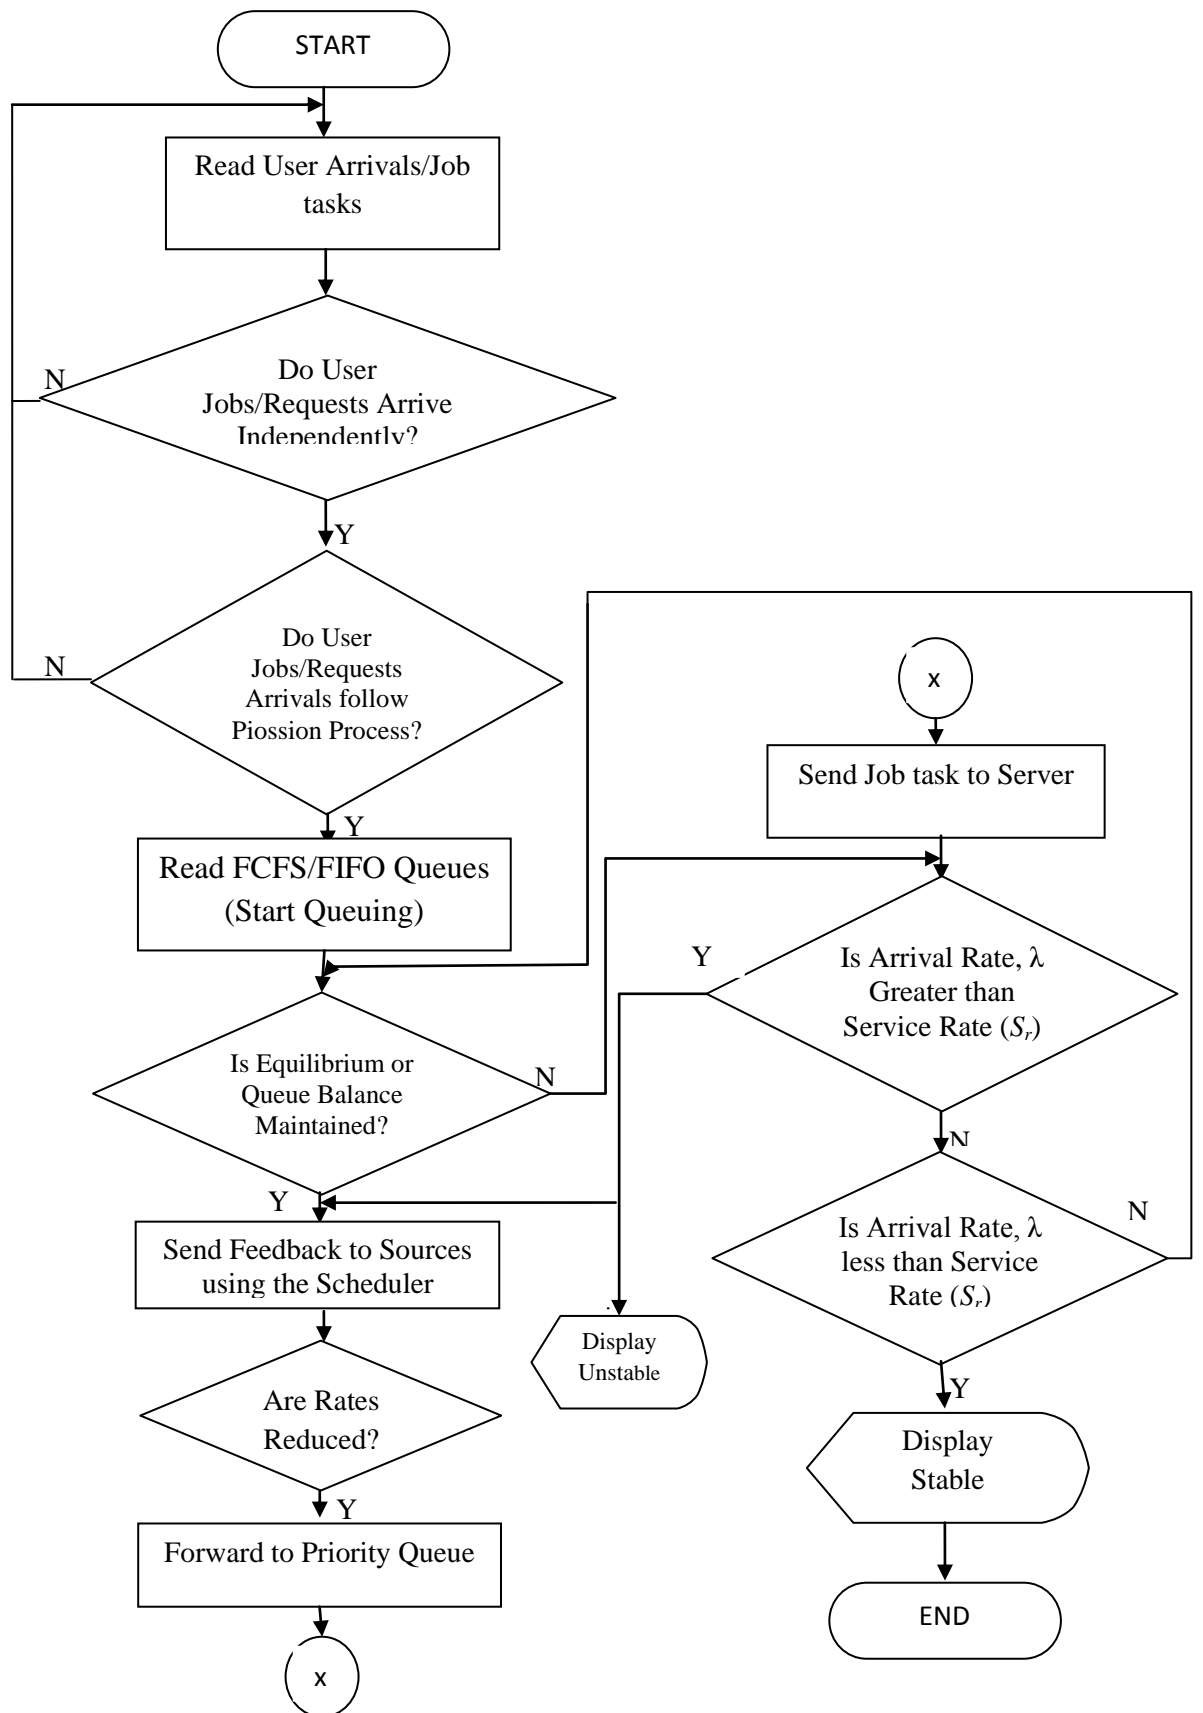 START
Read User Arrivals/Job
tasks
N
Do User
Jobs/Requests Arrive
Independently?
Y
N
Do User
Jobs/Requests
Arrivals follow
Piossion Process?
Y
Read FCFS/FIFO Queues
(Start Queuing)
Is Equilibrium or
Queue Balance
Maintained?
N
Y
Send Feedback to Sources
using the Scheduler
Are Rates
Reduced?
Y
Forward to Priority Queue
x
x
Send Job task to Server
Y
Is Arrival Rate, λ
Greater than
Service Rate (Sr)
N
N
Is Arrival Rate, λ
less than Service
Rate (Sr)
Display
Unstable
Y
Display
Stable
END